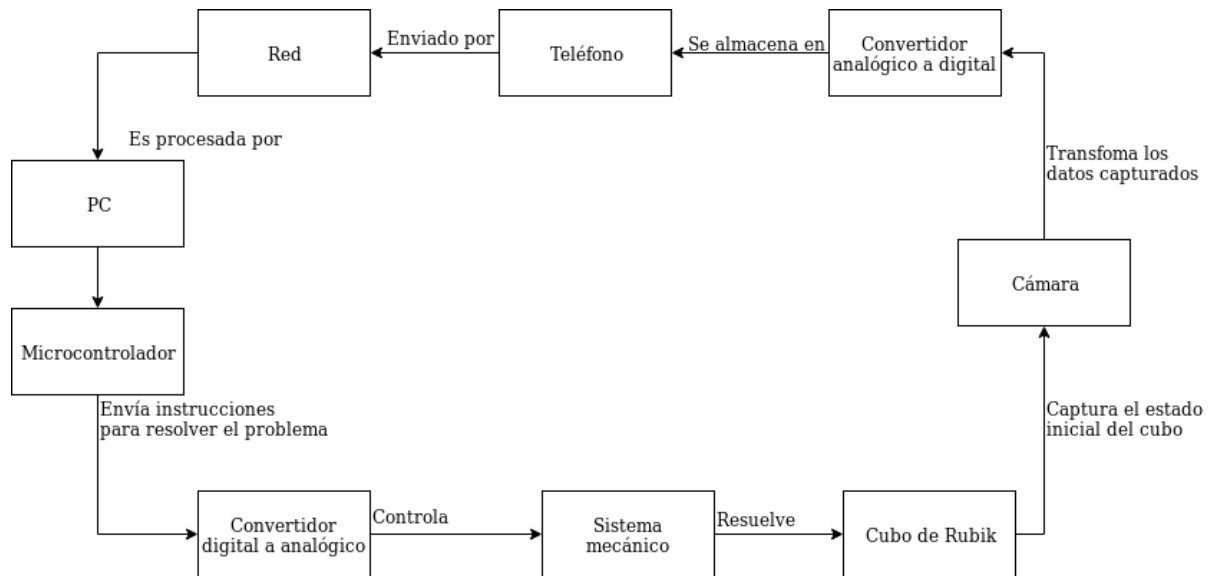 Red
Enviado por
Teléfono
Se almacena en
Convertidor
analógico a digital
Es procesada por
Transfoma los
datos capturados
PC
Cámara
Microcontrolador
Envía instrucciones
para resolver el problema
Captura el estado
inicial del cubo
Convertidor
digital a analógico
Controla
Sistema
mecánico
Resuelve
Cubo de Rubik